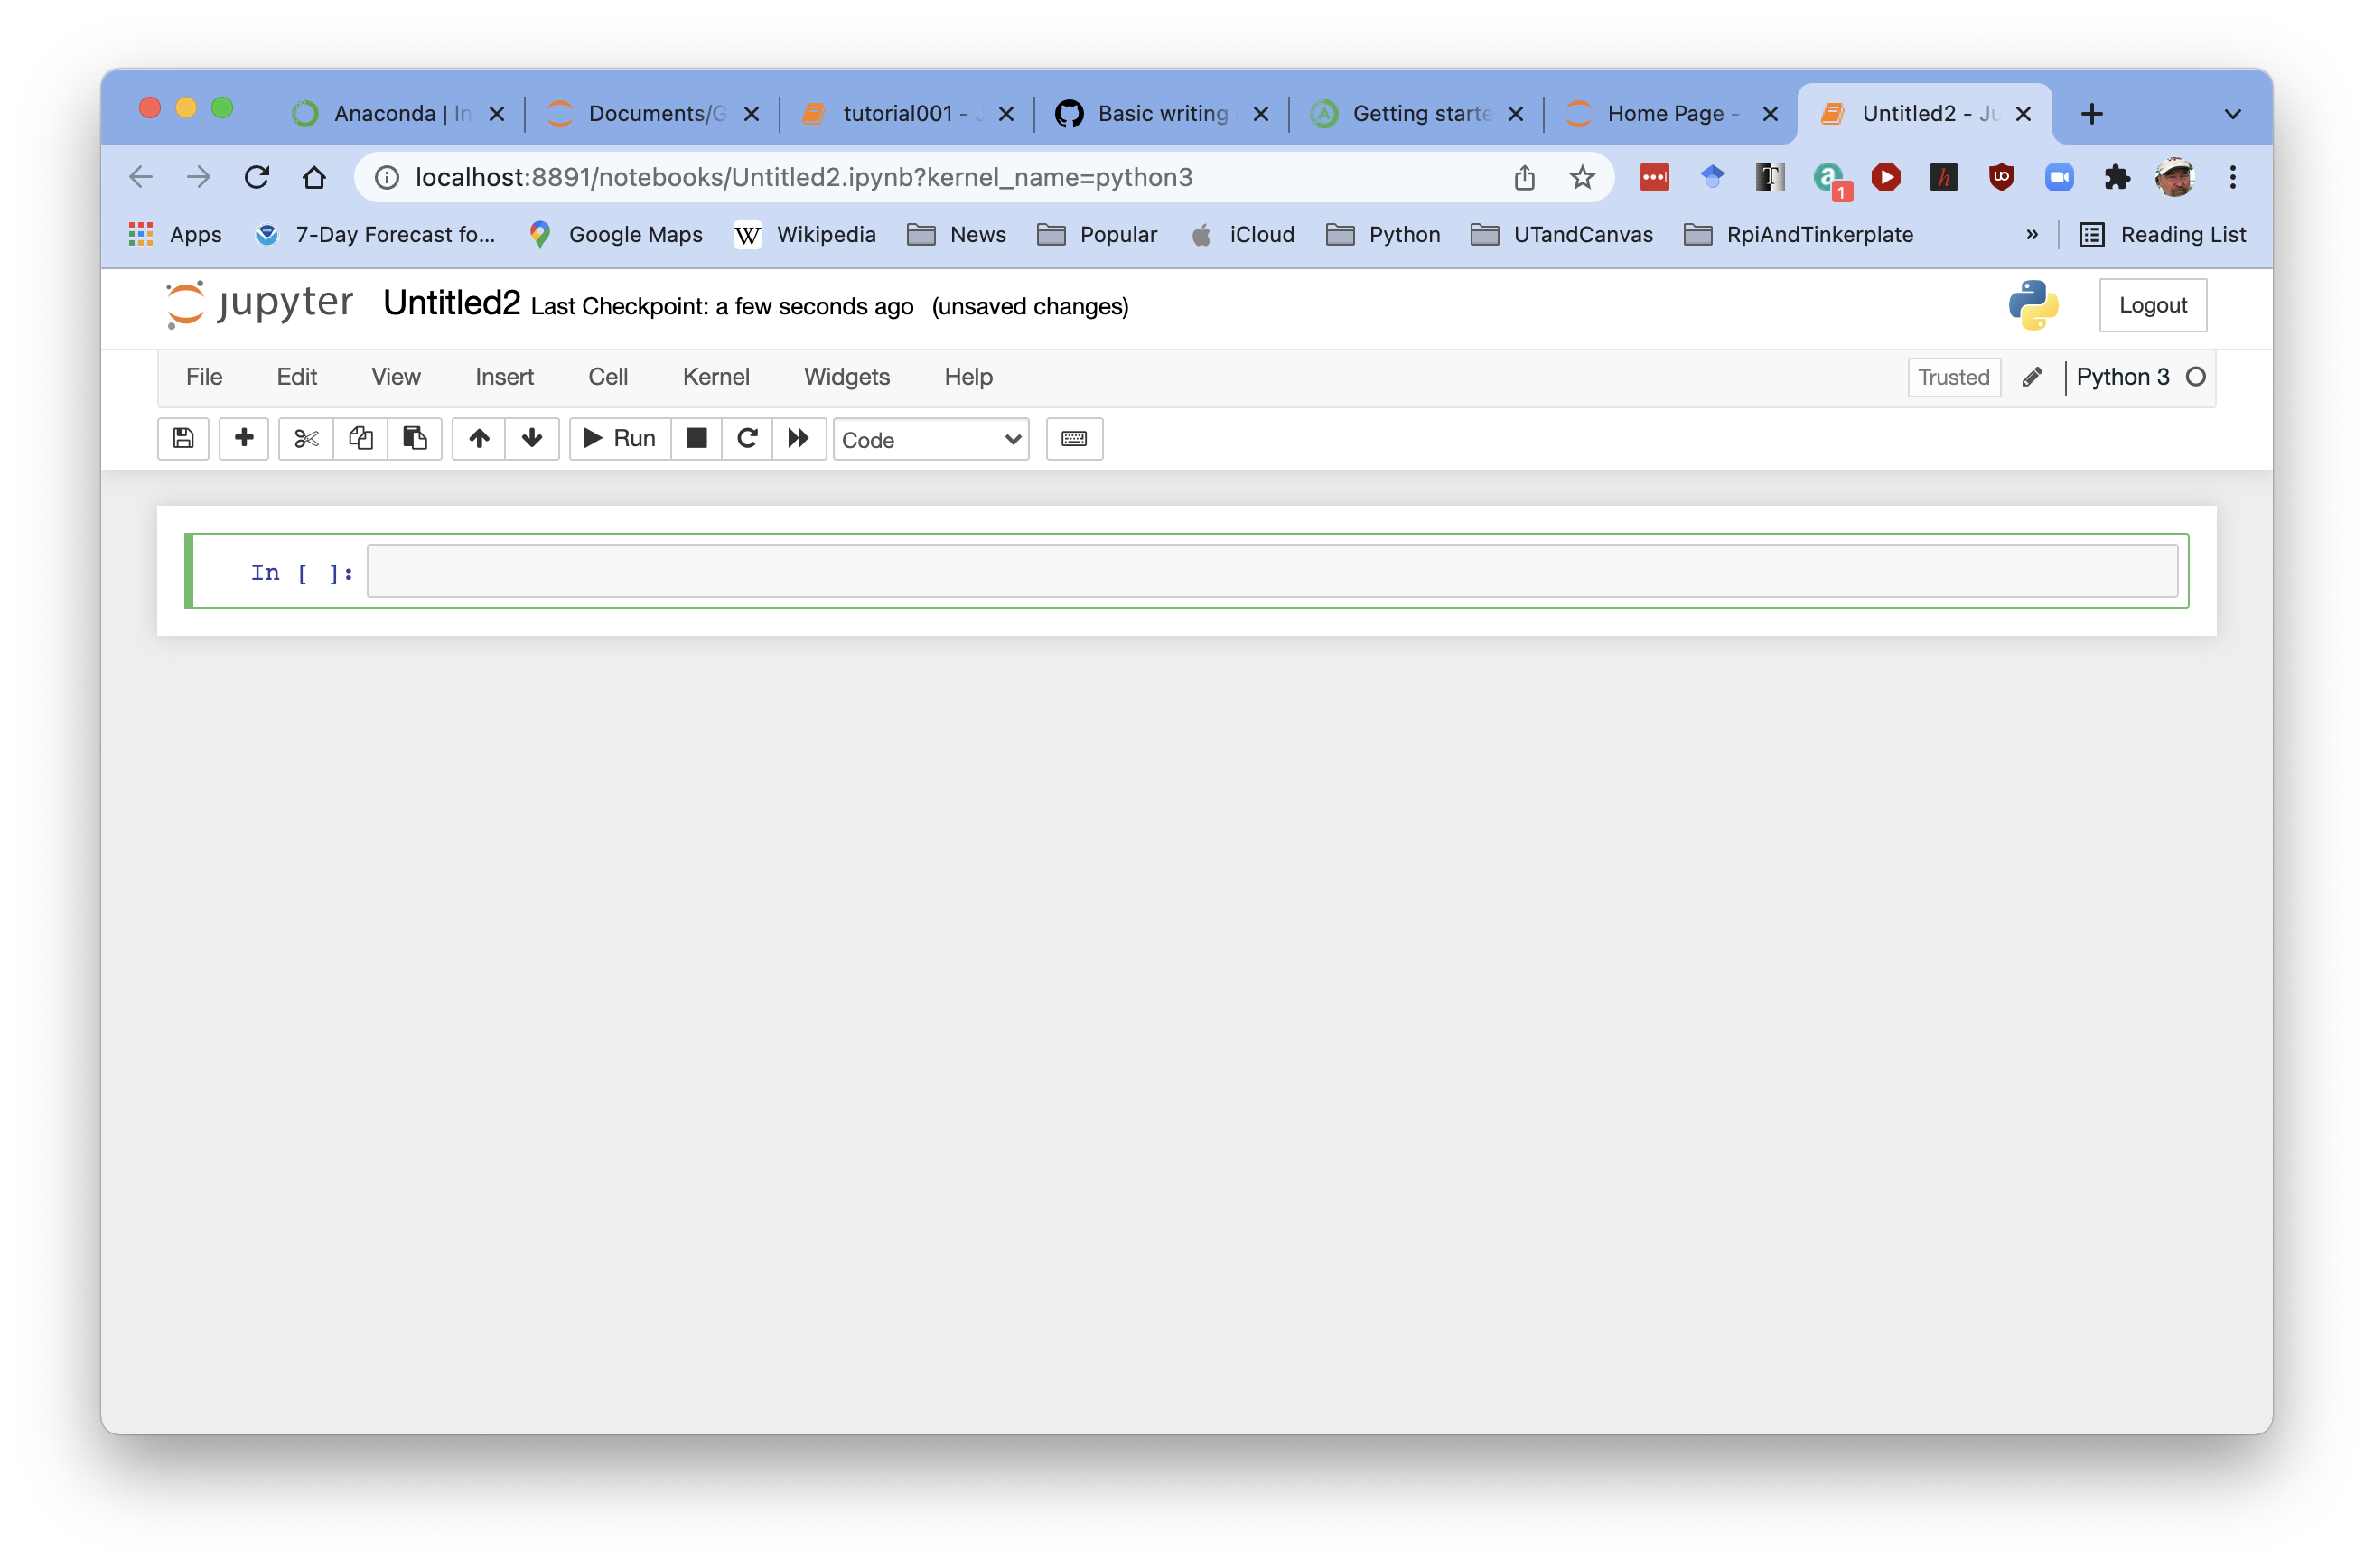 Anaconda | In Documents/G tutorial001 - J Basic writing Getting starte Home Page - Untitled2 - Ju
localhost:8891/notebooks/Untitled2.ipynb?kernel_name=python3 T a 1 h UD
Apps 7-Day Forecast fo... W Wikipedia Google Maps News Popular iCloud Python UTandCanvas RpiAndTinkerplate » Reading List
jupyter Untitled2 Last Checkpoint: a few seconds ago (unsaved changes) Logout
File Edit View Insert Cell Kernel Widgets Help Trusted Python 3
Run Code
In [ ]: